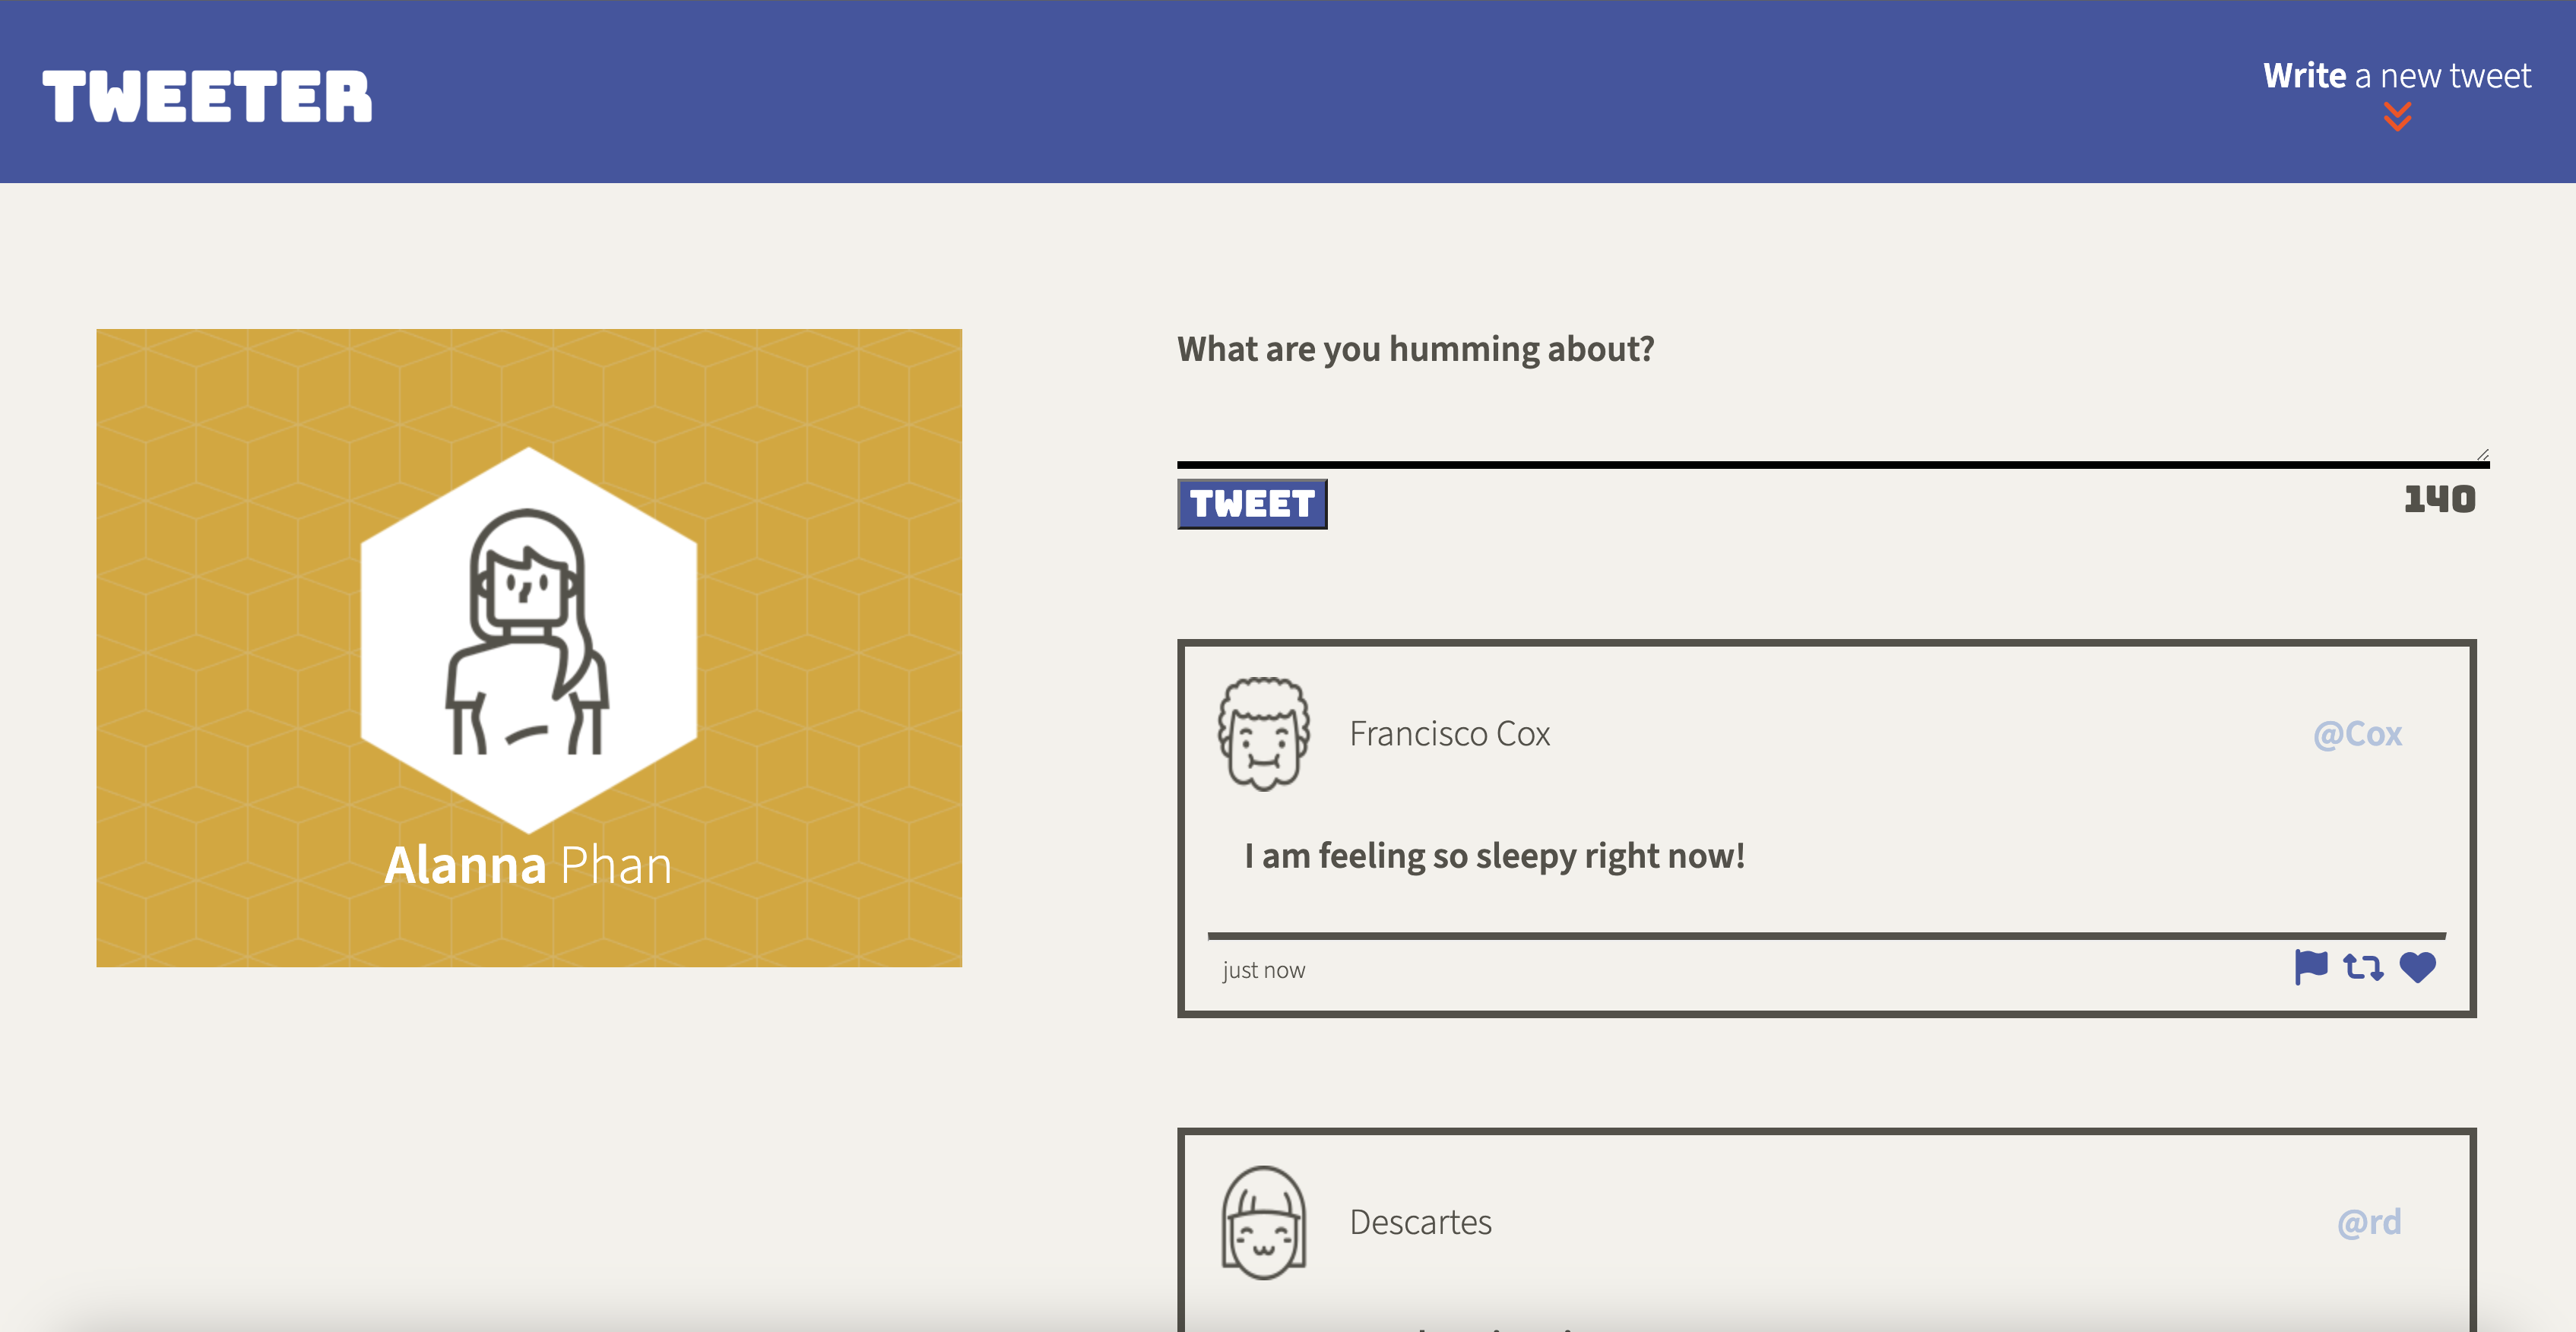 TWEETER
Write a new tweet
Alanna Phan
What are you humming about?
TWEET
140
Francisco Cox
@Cox
I am feeling so sleepy right now!
just now
Descartes
@rd